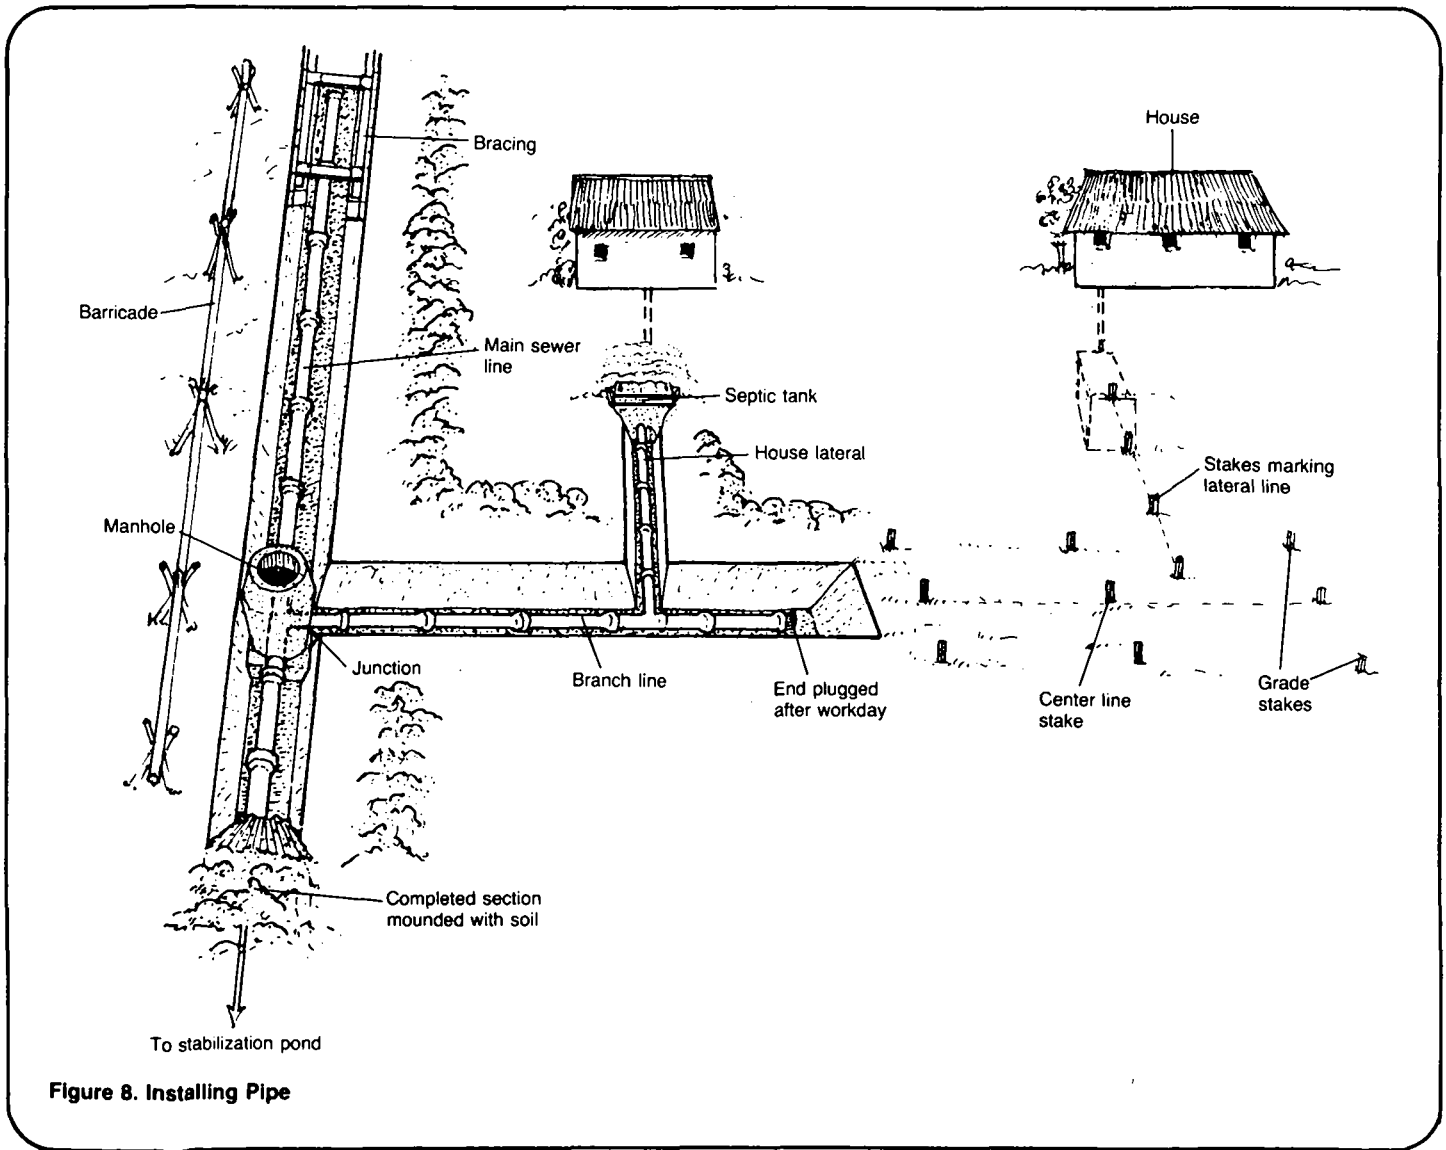 House
Bracing
Barricade
Main sewer
line
Septic tank
House lateral
Stakes marking
lateral line
Manhole
Junction
Branch line
End plugged
after workday
Center line
stake
Grade
stakes
Completed section
mounded with soil
To stabilization pond
Figure 8. Installing Pipe